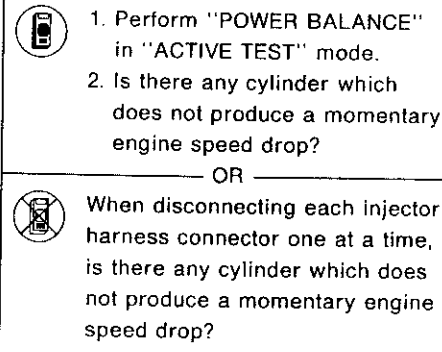 1. Perform "POWER BALANCE"
in "ACTIVE TEST" mode.
2. Is there any cylinder which
does not produce a momentary
engine speed drop?
OR
When disconnecting each injector
harness connector one at a time,
is there any cylinder which does
not produce a momentary engine
speed drop?